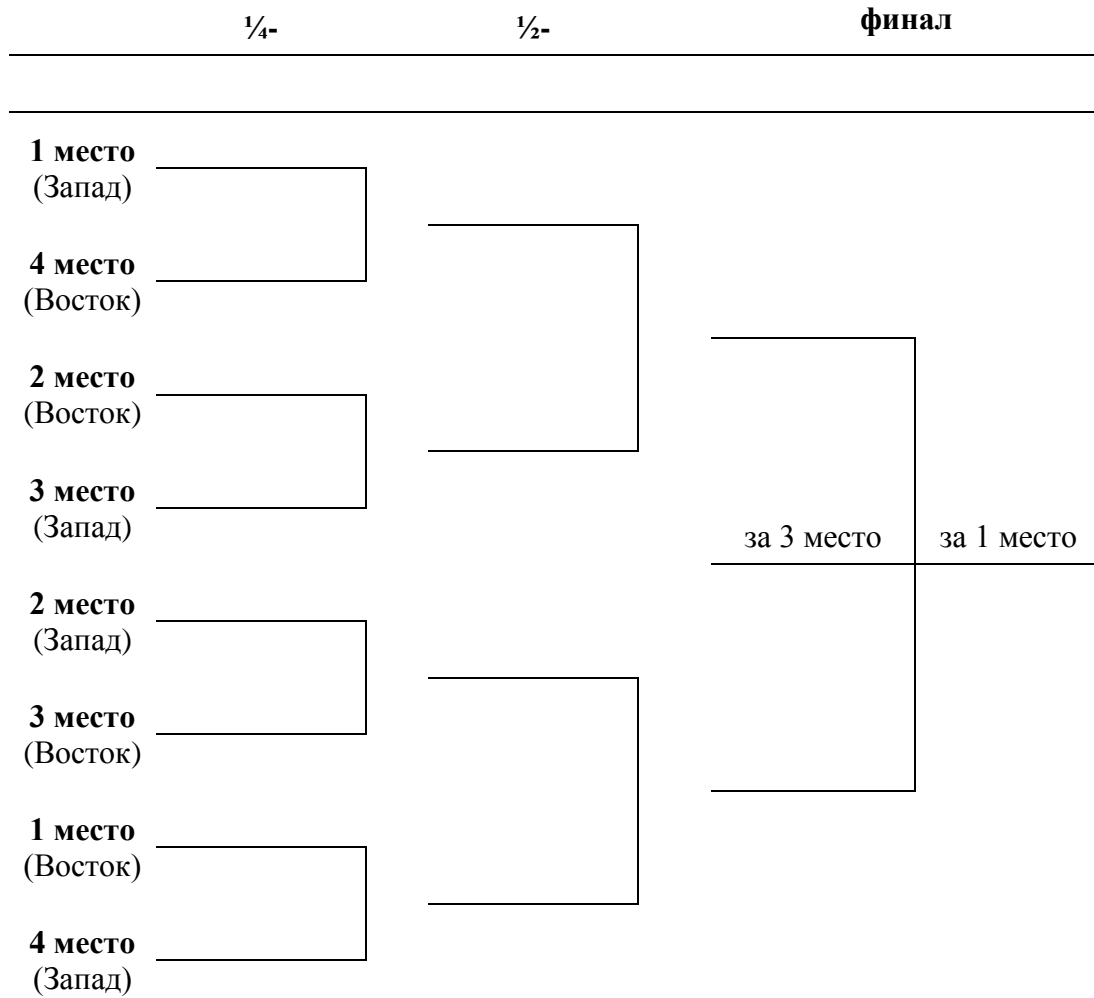 ¼-
½-
финал
1 место
(Запад)
4 место
(Восток)
2 место
(Восток)
3 место
(Запад)
за 3 место
за 1 место
2 место
(Запад)
3 место
(Восток)
1 место
(Восток)
4 место
(Запад)